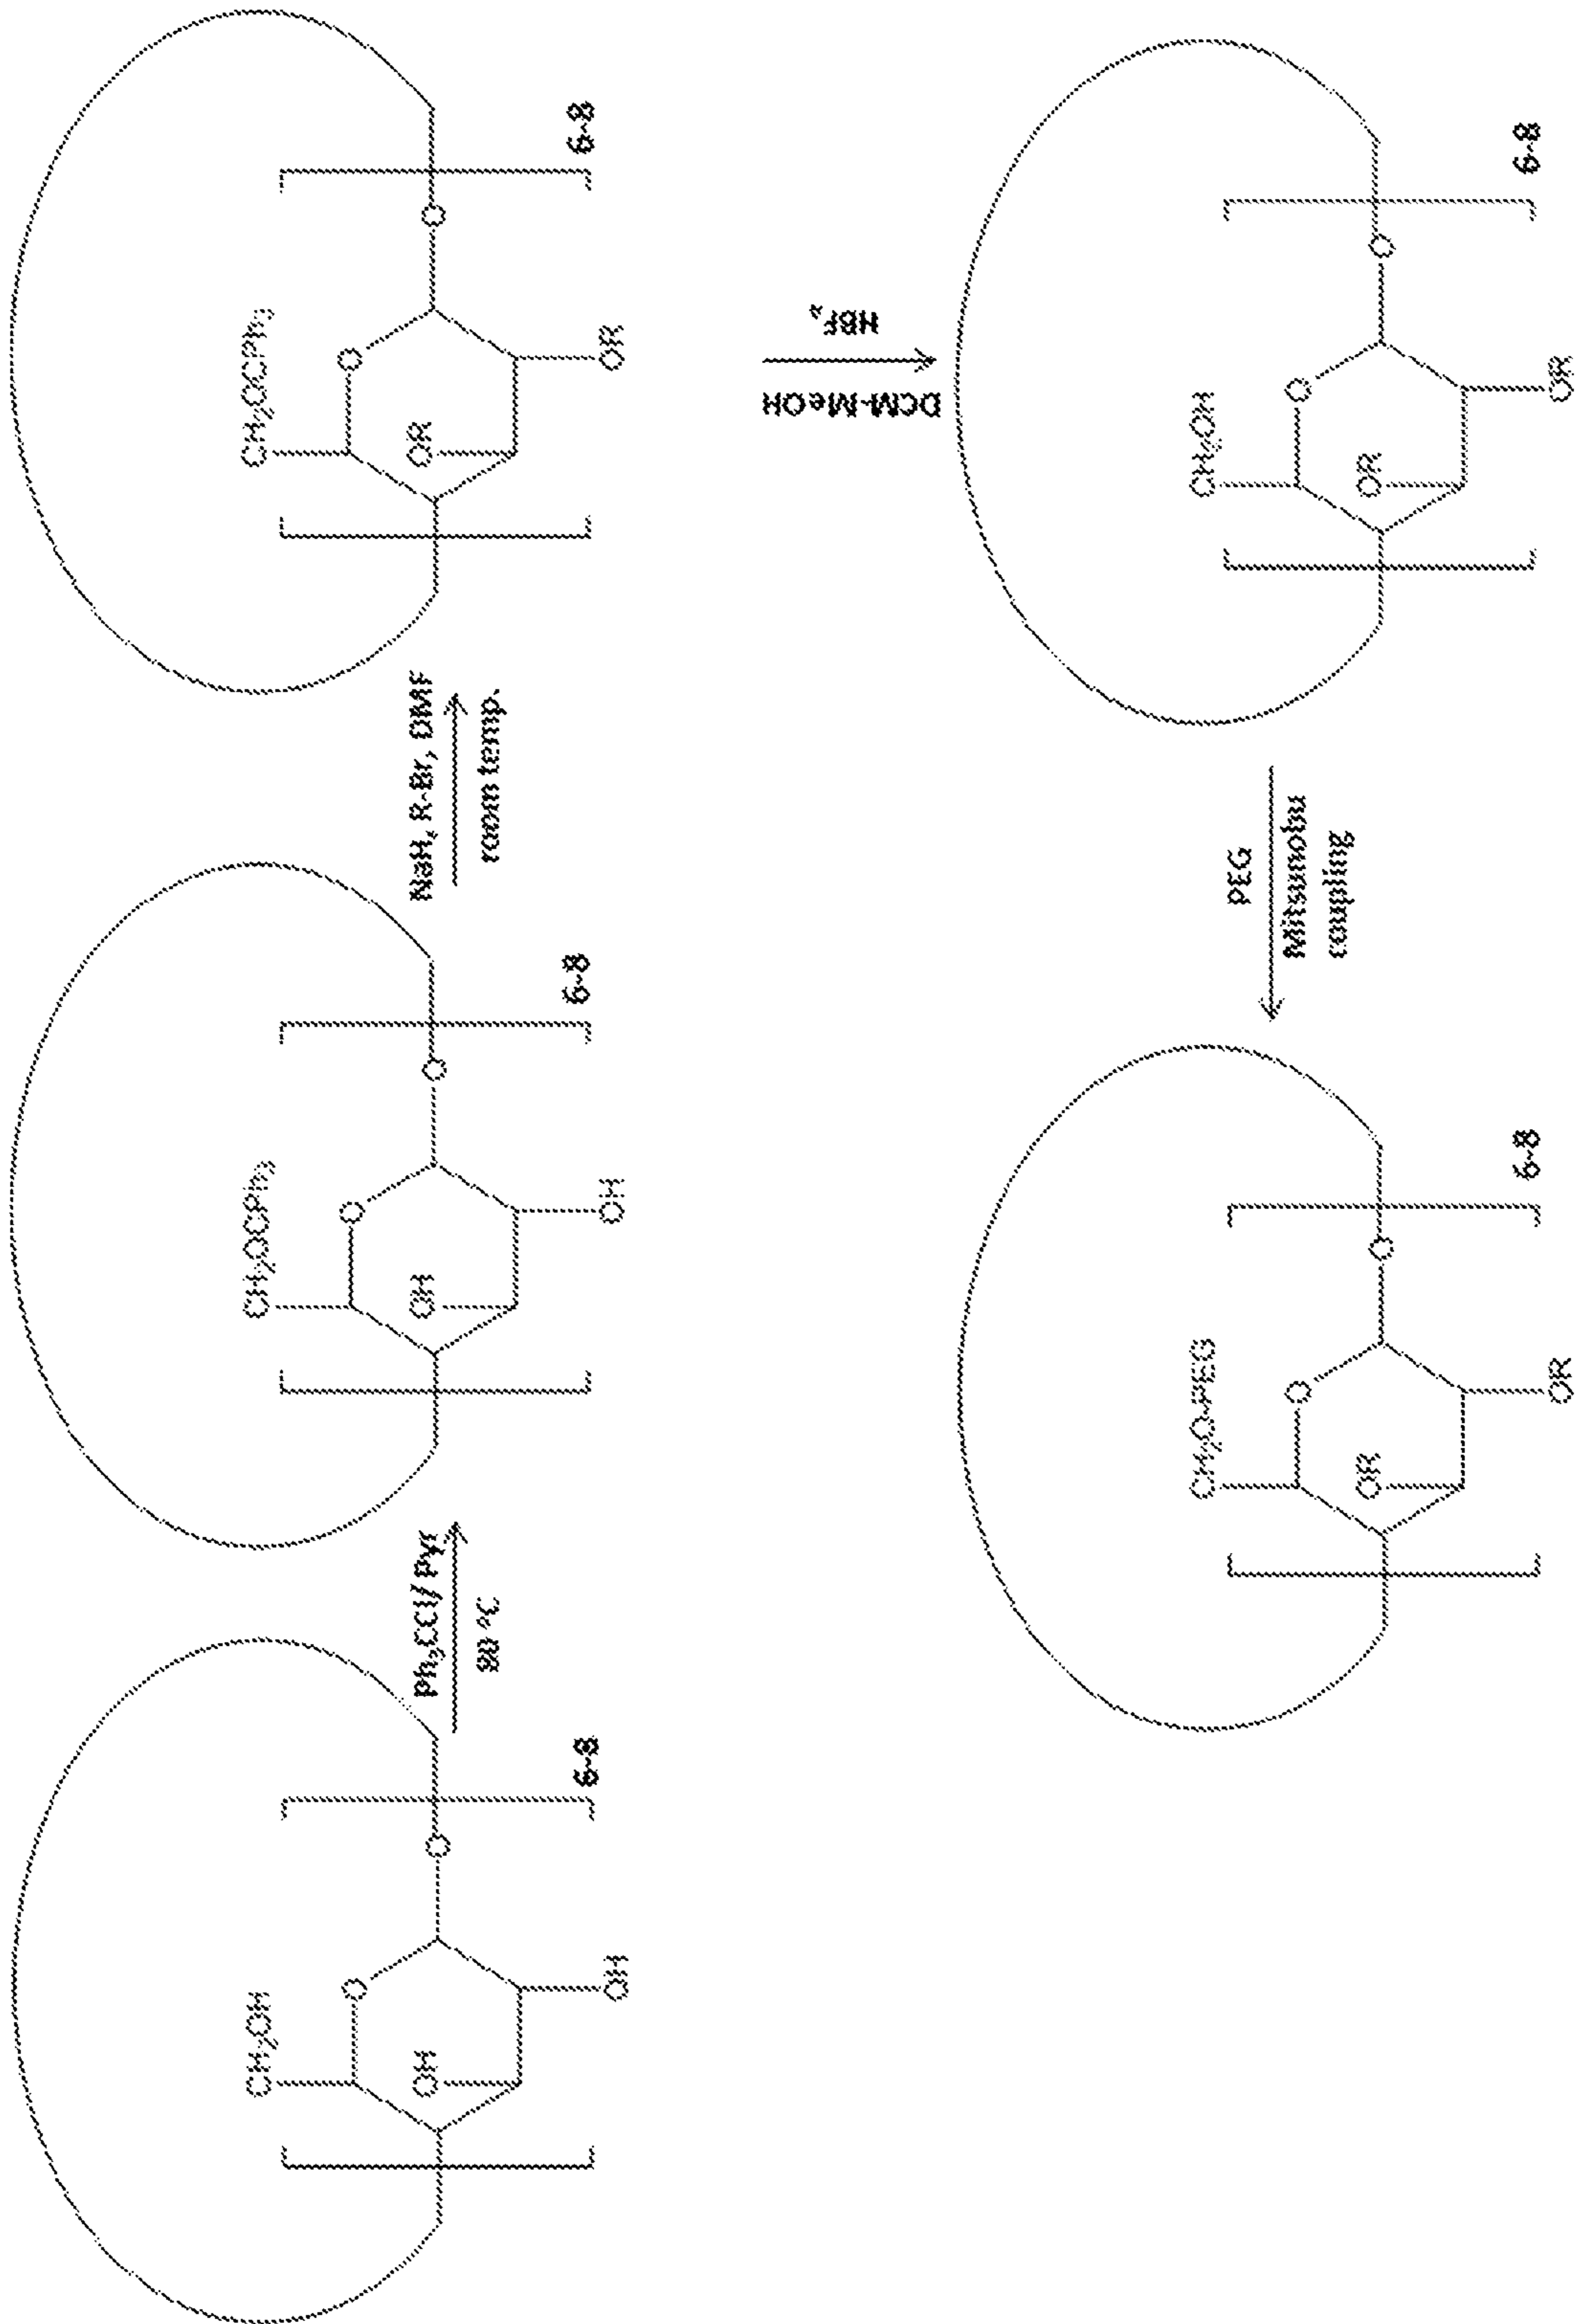 CH₂OH
O
OH
O
OH
6-8
Ph₃CCl/ Pyr
80 °C
CH₂OCPh₃
O
OH
O
OH
6-8
NaH, R-Br, DMF
room temp.
CH₂OCPh₃
O
OR
O
OR
6-8
DCM-MeOH
HBF₄
CH₂OH
O
OR
O
OR
6-8
PEG
Mitsunobu
coupling
CH₂O-PEG
O
OR
O
OR
6-8